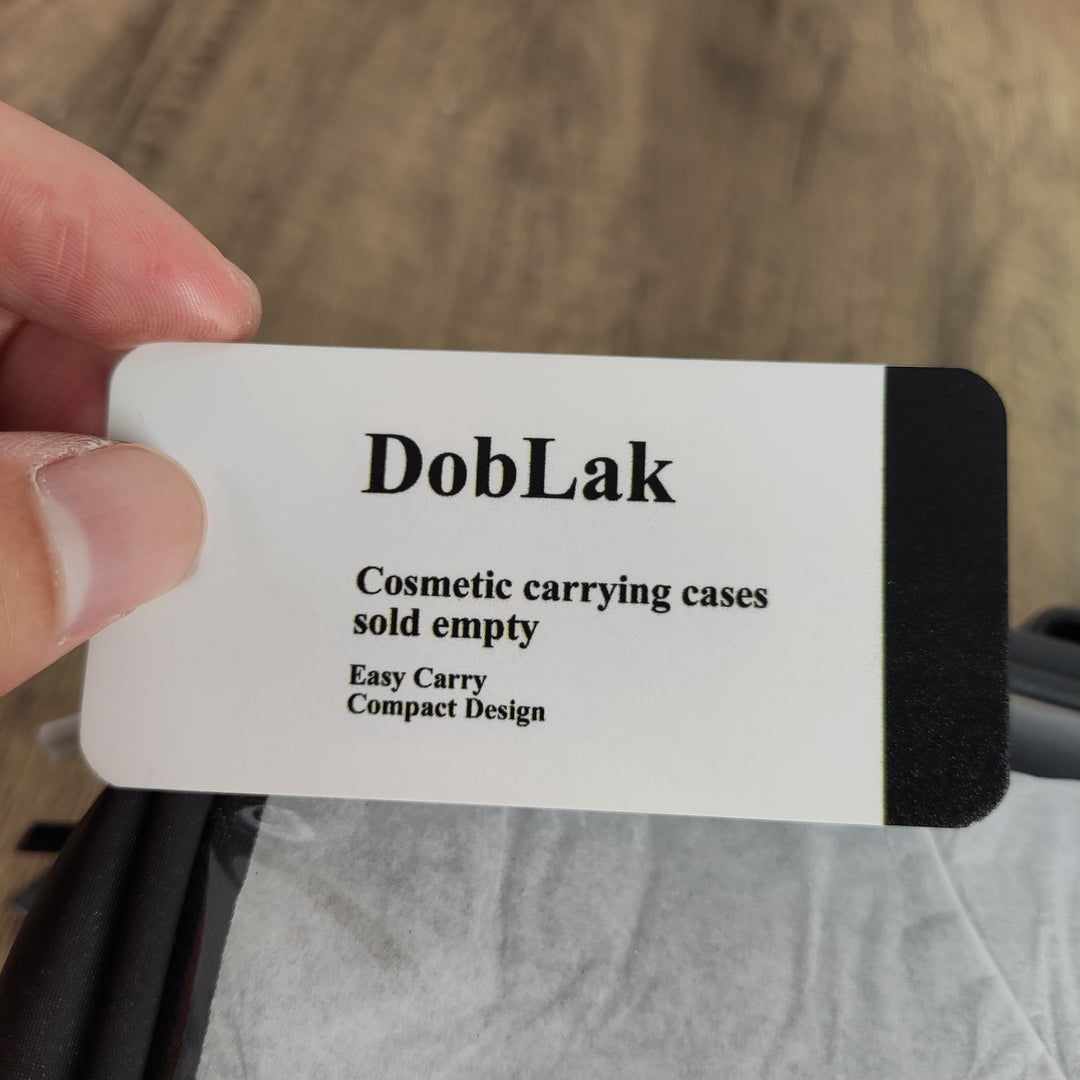 DobLak
Cosmetic carrying cases
sold empty
Easy Carry
Compact Design